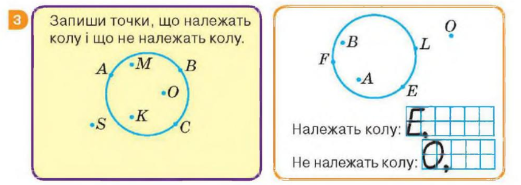 3
Запиши точки, що належать
колу і що не належать колу.
A M B
O
S K C
B L O
F
A E
Належать колу: E,
Не належать колу: O,